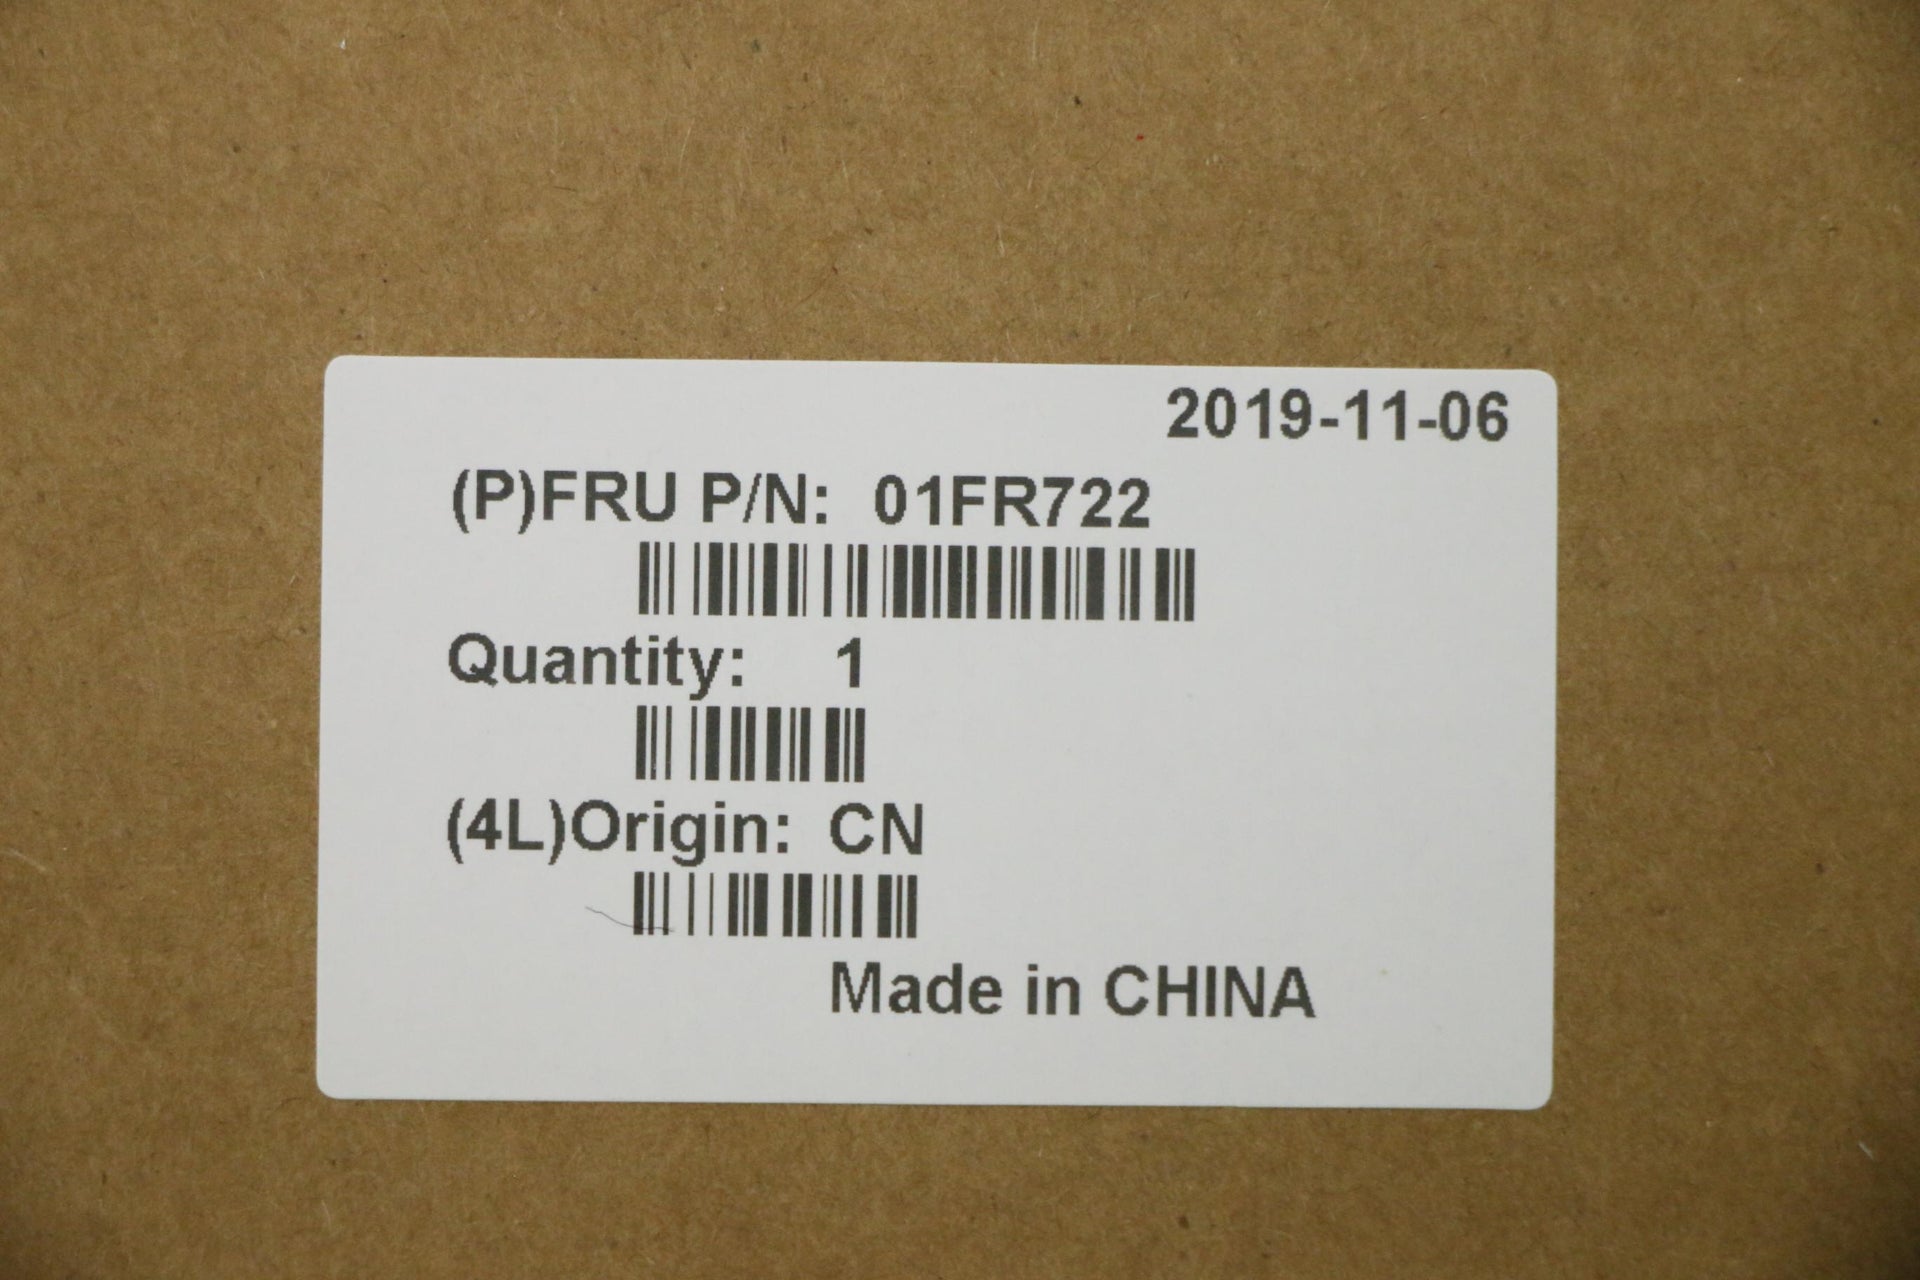 2019-11-06
(P)FRU P/N: 01FR722
Quantity: 1
(4L)Origin: CN
Made in CHINA